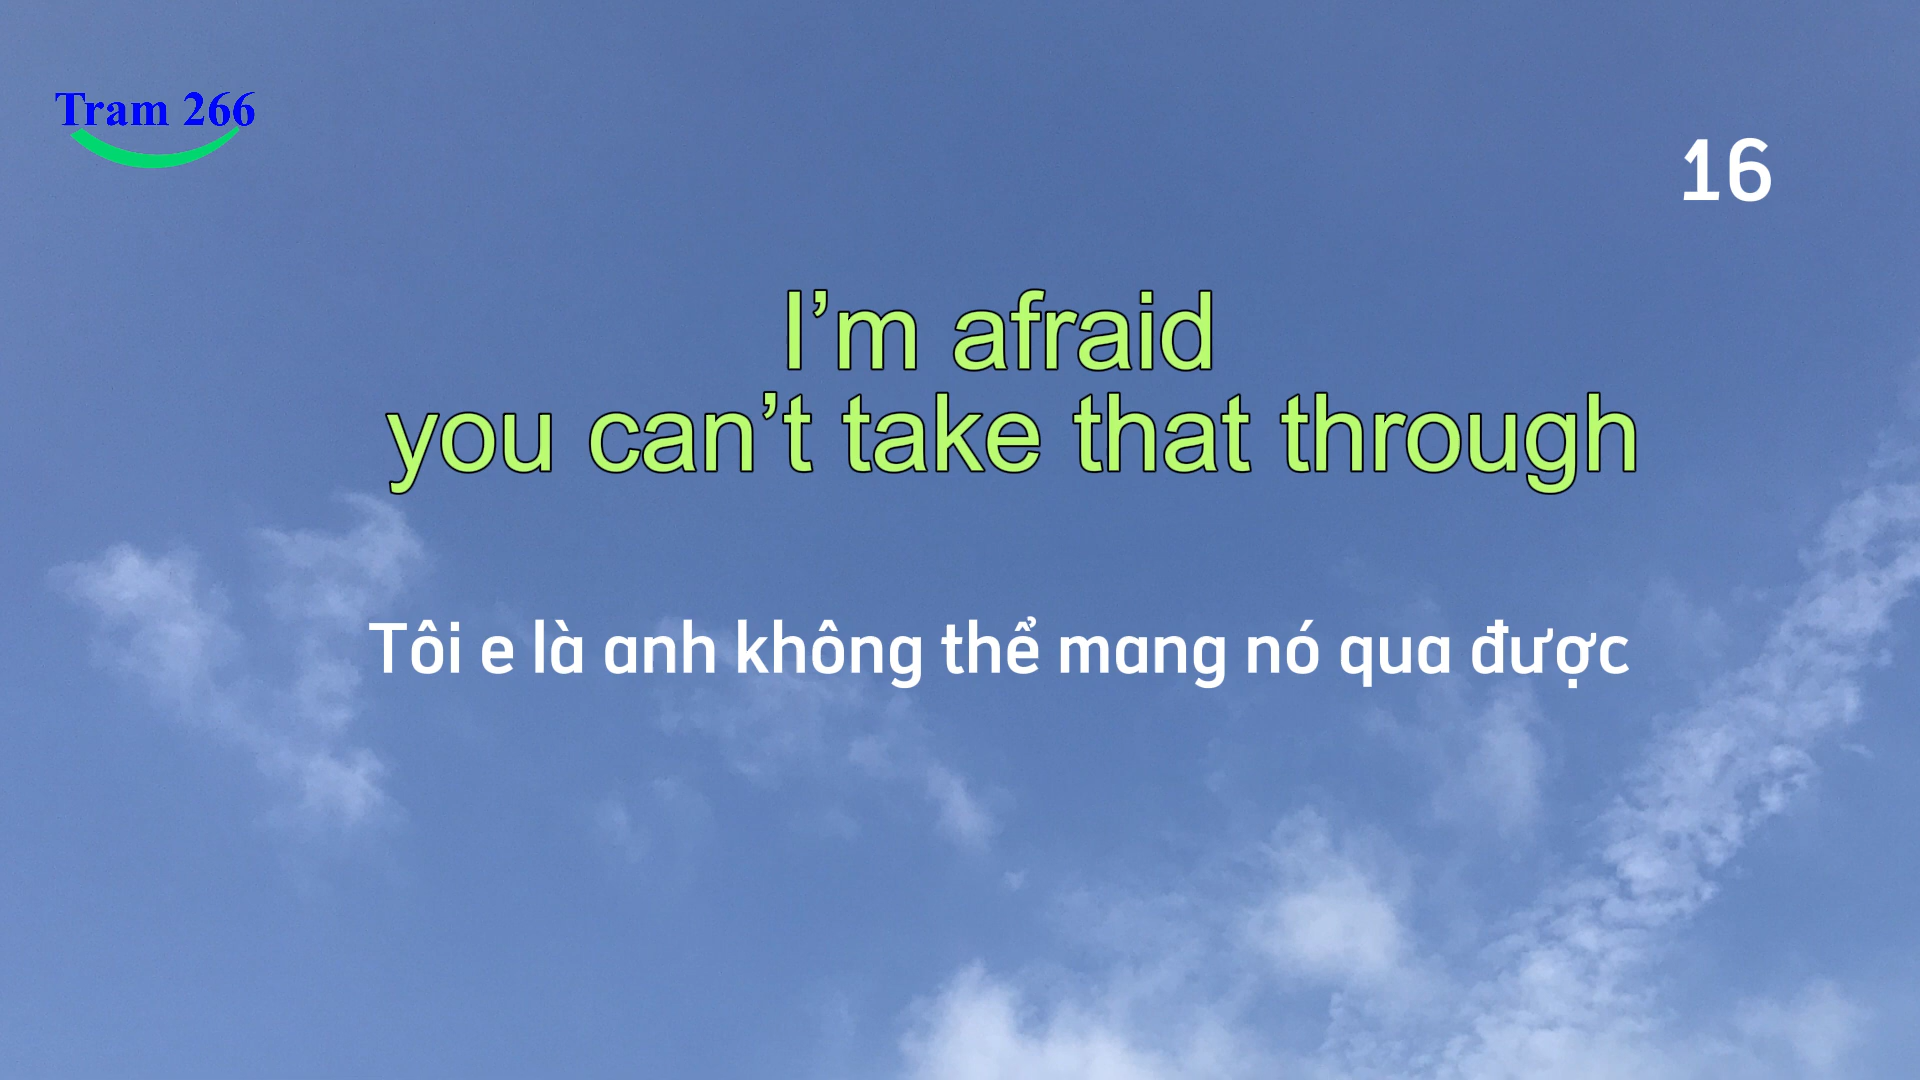 Tram 266
16
I’m afraid
you can’t take that through
Tôi e là anh không thể mang nó qua được